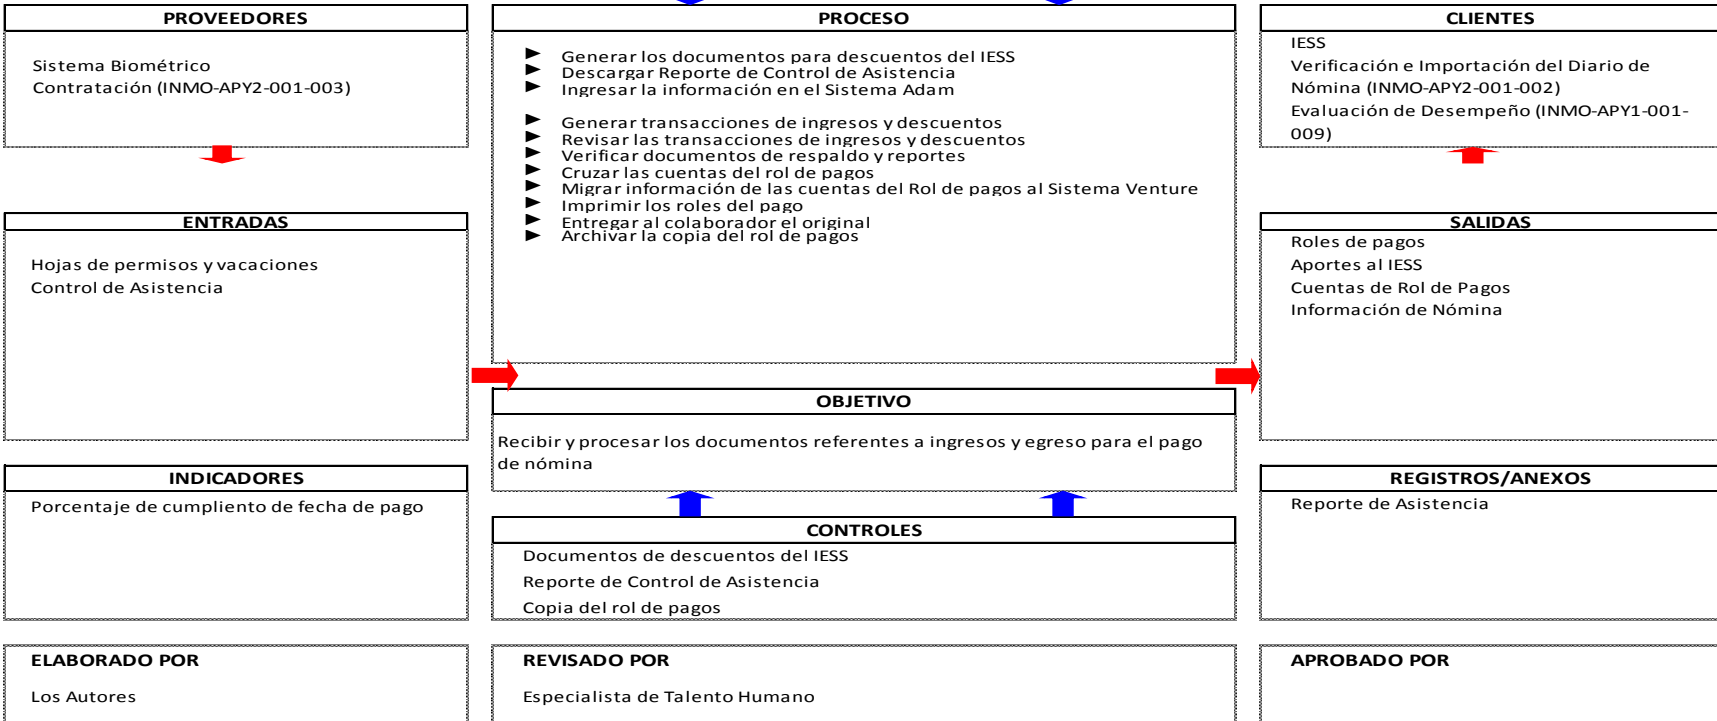 PROVEEDORES
Sistema Biométrico
Contratación (INMO-APY2-001-003)
PROCESO
► Generar los documentos para descuentos del IESS
► Descargar Reporte de Control de Asistencia
► Ingresar la información en el Sistema Adam
► Generar transacciones de ingresos y descuentos
► Revisar las transacciones de ingresos y descuentos
► Verificar documentos de respaldo y reportes
► Cruzar las cuentas del rol de pagos
► Migrar información de las cuentas del Rol de pagos al Sistema Venture
► Imprimir los roles del pago
► Entregar al colaborador el original
► Archivar la copia del rol de pagos
CLIENTES
IESS
Verificación e Importación del Diario de
Nómina (INMO-APY2-001-002)
Evaluación de Desempeño (INMO-APY1-001-
009)
ENTRADAS
Hojas de permisos y vacaciones
Control de Asistencia
SALIDAS
Roles de pagos
Aportes al IESS
Cuentas de Rol de Pagos
Información de Nómina
OBJETIVO
Recibir y procesar los documentos referentes a ingresos y egreso para el pago
de nómina
INDICADORES
Porcentaje de cumpliento de fecha de pago
CONTROLES
Documentos de descuentos del IESS
Reporte de Control de Asistencia
Copia del rol de pagos
REGISTROS/ANEXOS
Reporte de Asistencia
ELABORADO POR
Los Autores
REVISADO POR
Especialista de Talento Humano
APROBADO POR